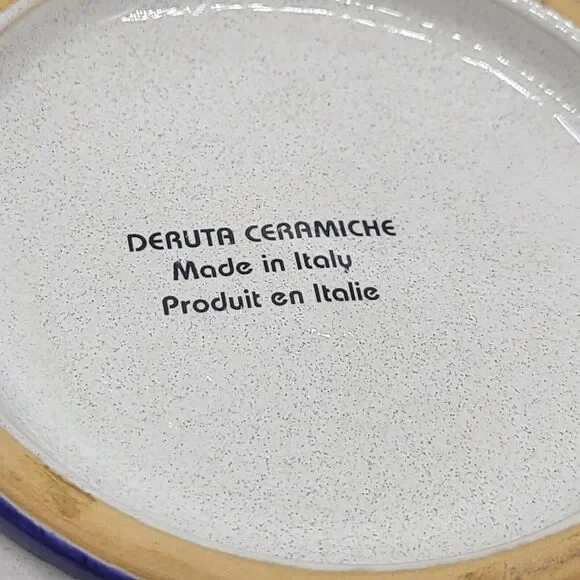 DERUTA CERAMICHE
Made in Italy
Produit en Italie